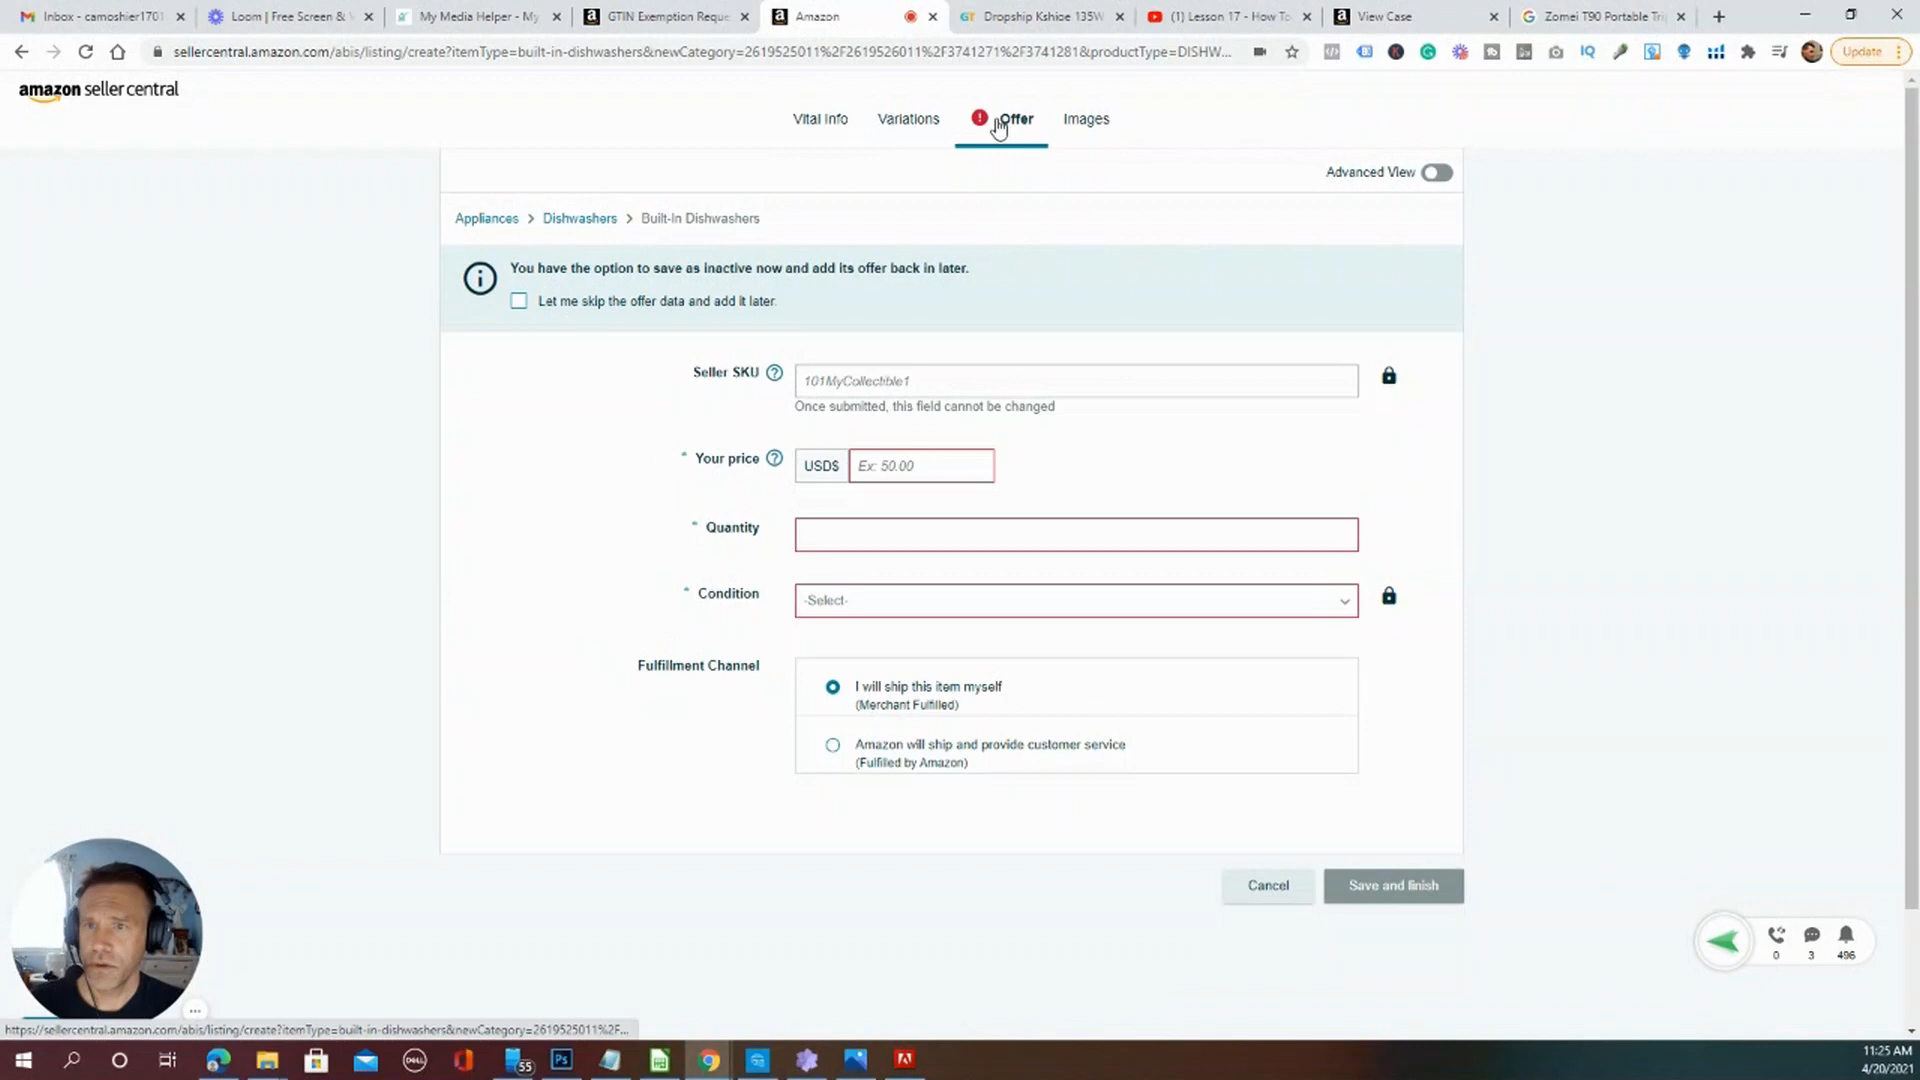 Inbox - camoshier1701
Loom | Free Screen &
My Media Helper - My
GTIN Exemption Reque
Amazon
Dropship Kshioe 135W
(1) Lesson 17 - How To
View Case
Zomei T90 Portable Tri
sellercentral.amazon.com/abis/listing/create?itemType=built-in-dishwashers&newCategory=2619525011%2F2619526011%2F3741271%2F3741281&productType=DISHW...
Update
amazon seller central
Vital Info
Variations
Offer
Images
Advanced View
Appliances > Dishwashers > Built-In Dishwashers
You have the option to save as inactive now and add its offer back in later.
Let me skip the offer data and add it later.
Seller SKU
101MyCollectible1
Once submitted, this field cannot be changed
* Your price
USD$
Ex: 50.00
* Quantity
* Condition
-Select-
Fulfillment Channel
I will ship this item myself
(Merchant Fulfilled)
Amazon will ship and provide customer service
(Fulfilled by Amazon)
Cancel
Save and finish
0
3
496
https://sellercentral.amazon.com/abis/listing/create?itemType=built-in-dishwashers&newCategory=2619525011%2F...
DELL
55
Ps
11:25 AM
4/20/2021